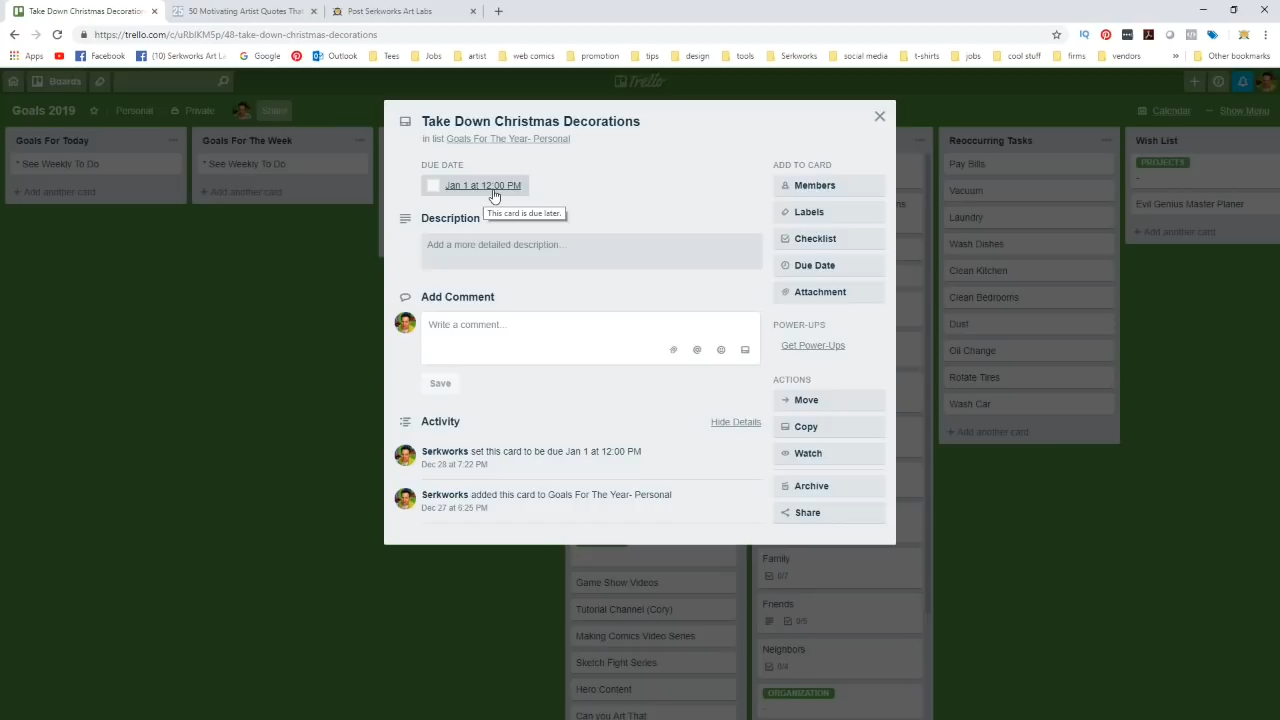 Take Down Christmas Decoration
50 Motivating Artist Quotes That
Post Serkworks Art Labs
https://trello.com/c/uRbIKM5p/48-take-down-christmas-decorations
Apps
Facebook
(10) Serkworks Art La
Google
Outlook
Tees
Jobs
artist
web comics
promotion
tips
design
tools
Serkworks
social media
t-shirts
jobs
cool stuff
firms
vendors
Other bookmarks
Boards
Trello
Goals 2019
Personal
Private
Share
Calendar
Show Menu
Goals For Today
* See Weekly To Do
+ Add another card
Goals For The Week
* See Weekly To Do
+ Add another card
Take Down Christmas Decorations
in list Goals For The Year- Personal
DUE DATE
Jan 1 at 12:00 PM
This card is due later.
Description
Add a more detailed description...
Add Comment
Write a comment...
Save
Activity
Hide Details
Serkworks set this card to be due Jan 1 at 12:00 PM
Dec 28 at 7:22 PM
Serkworks added this card to Goals For The Year- Personal
Dec 27 at 6:25 PM
ADD TO CARD
Members
Labels
Checklist
Due Date
Attachment
POWER-UPS
Get Power-Ups
ACTIONS
Move
Copy
Watch
Archive
Share
Game Show Videos
Tutorial Channel (Cory)
Making Comics Video Series
Sketch Fight Series
Hero Content
Can you Art That
Family
0/7
Friends
0/5
Neighbors
0/4
ORGANIZATION
-
Reoccurring Tasks
Pay Bills
Vacuum
Laundry
Wash Dishes
Clean Kitchen
Clean Bedrooms
Dust
Oil Change
Rotate Tires
Wash Car
+ Add another card
Wish List
PROJECTS
-
Evil Genius Master Planer
+ Add another card